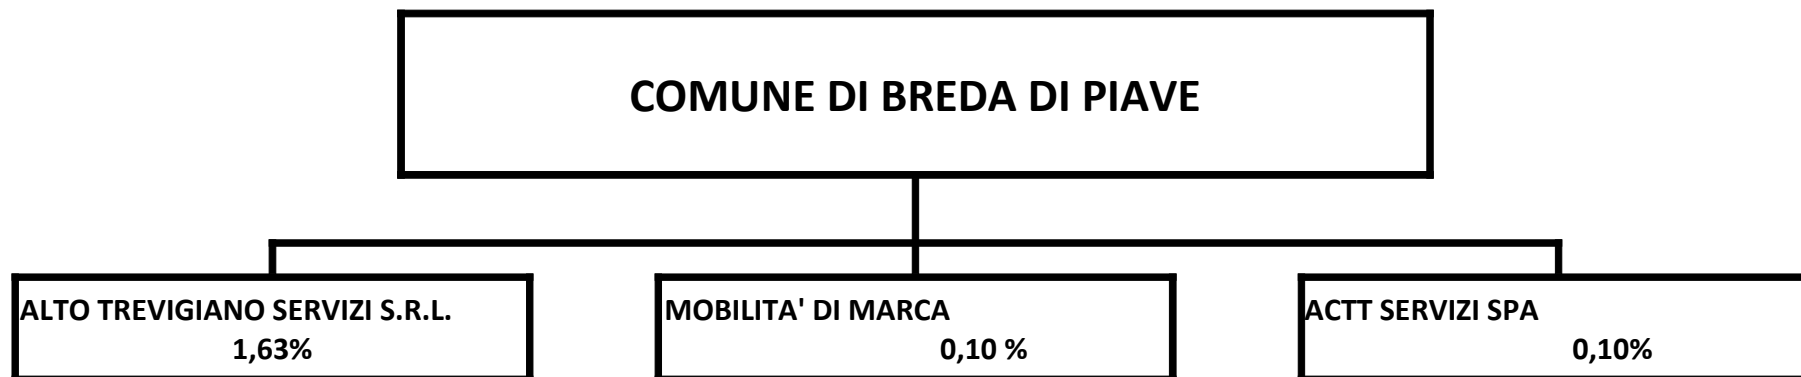 COMUNE DI BREDA DI PIAVE
ALTO TREVIGIANO SERVIZI S.R.L.
1,63%
MOBILITA' DI MARCA
0,10 %
ACTT SERVIZI SPA
0,10%